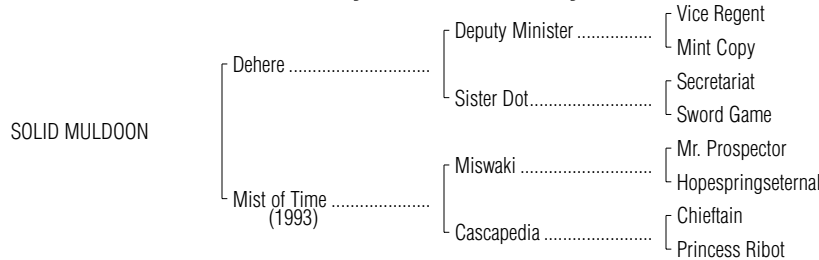 Vice Regent
Deputy Minister ................
Mint Copy
Dehere ..............................
Secretariat
Sister Dot..........................
Sword Game
SOLID MULDOON
Mr. Prospector
Miswaki ............................
Hopespringseternal
Mist of Time .....................
(1993)
Chieftain
Cascapedia .......................
Princess Ribot